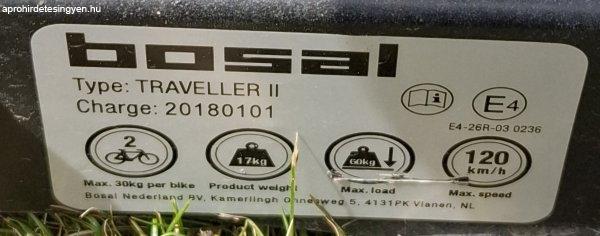 aprohirdetesingyen.hu
bosal
Type: TRAVELLER II
Charge: 20180101
i
E4
E4-26R-03 0236
2
17kg
60kg
120 km/h
Max. 30kg per bike
Product weight
Max. load
Max. speed
Bosal Nederland BV, Kamerlingh Onnesweg 5, 4131PK Vianen, NL